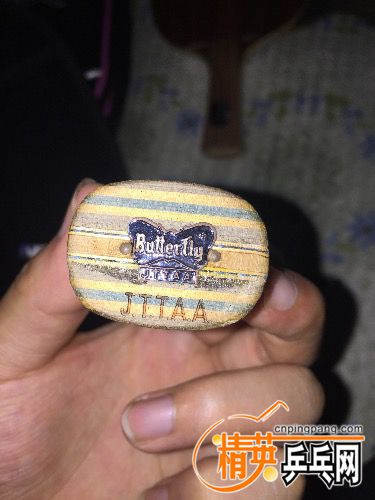 Butterfly
J.T.T.A.A
J.T.T.A.A
cnpingpang.com
精英乒乓网